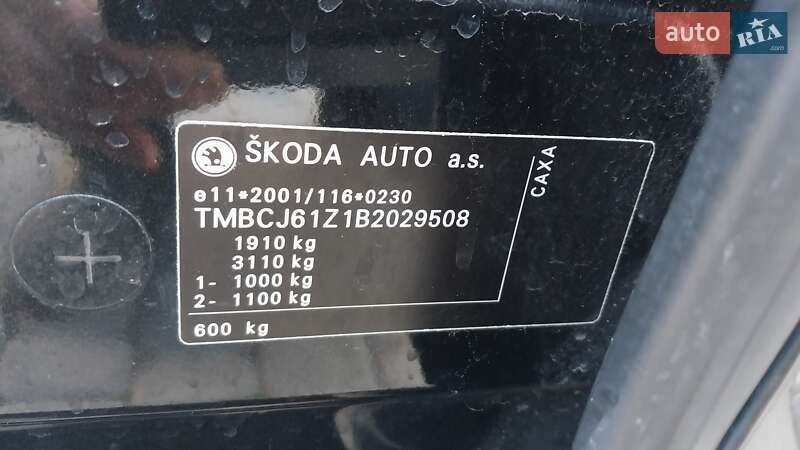 auto RIA
.com
ŠKODA AUTO a.s.
e11*2001/116*0230
TMBCJ61Z1B2029508
1910 kg
3110 kg
1- 1000 kg
2- 1100 kg
600 kg
CAXA